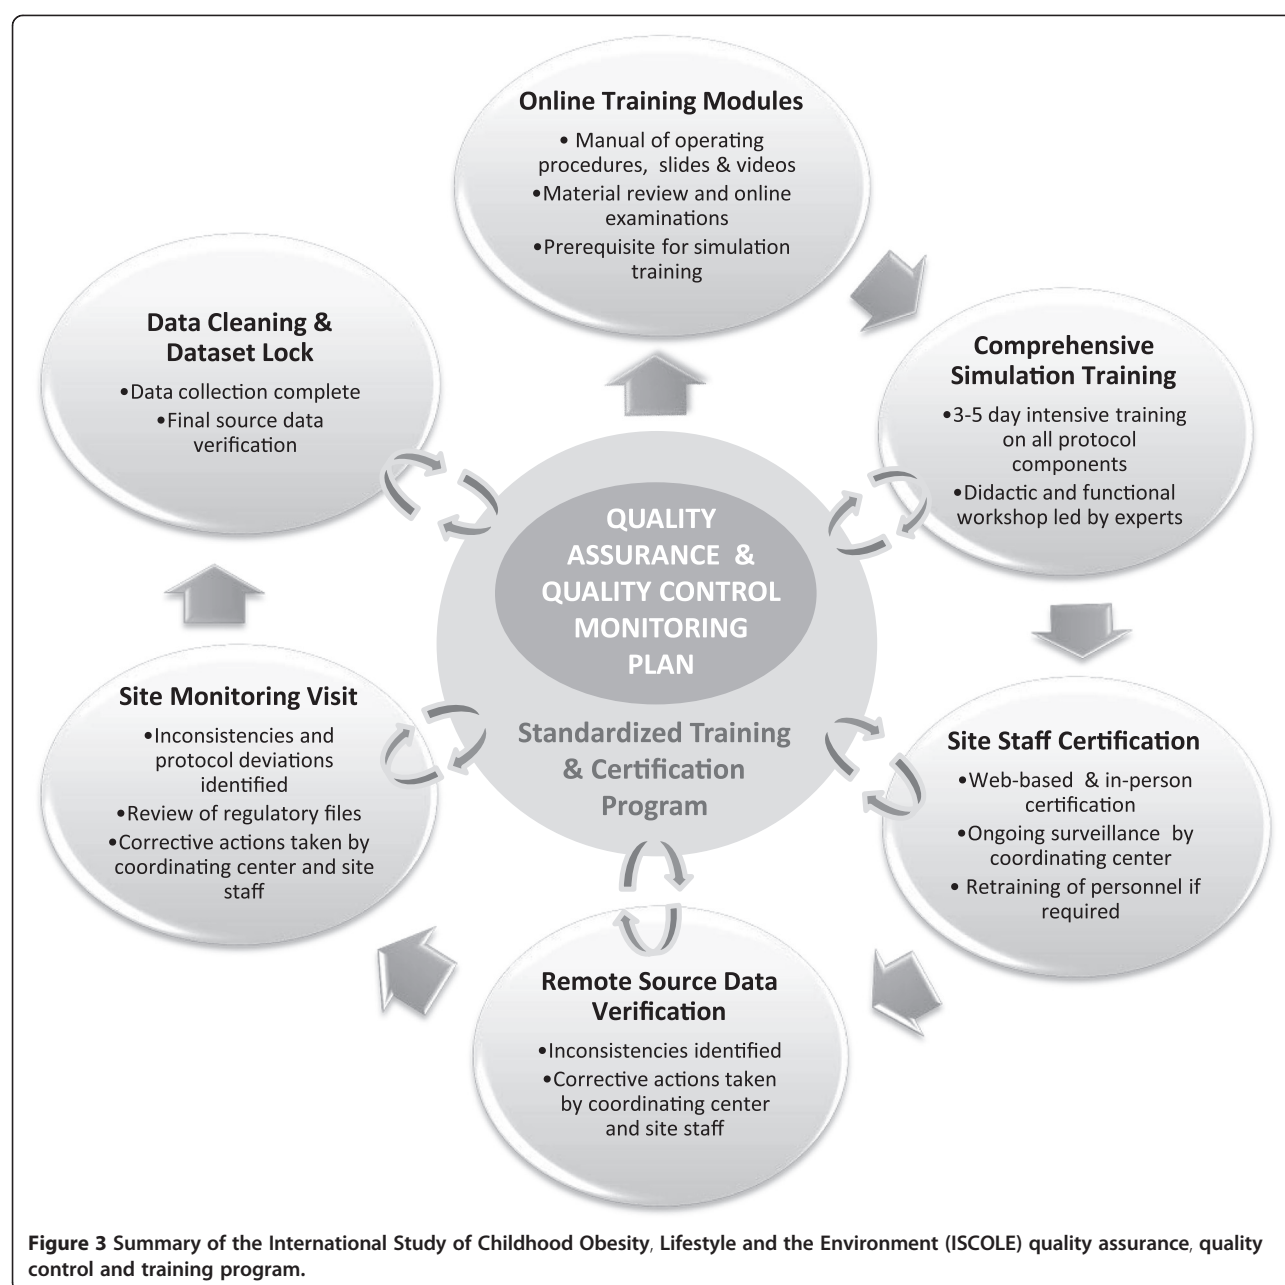 Online Training Modules
• Manual of operating
procedures, slides & videos
•Material review and online
examinations
•Prerequisite for simulation
training
Data Cleaning &
Dataset Lock
•Data collection complete
•Final source data
verification
Comprehensive
Simulation Training
•3-5 day intensive training
on all protocol
components
•Didactic and functional
workshop led by experts
QUALITY
ASSURANCE &
QUALITY CONTROL
MONITORING
PLAN
Standardized Training
& Certification
Program
Site Monitoring Visit
•Inconsistencies and
protocol deviations
identified
•Review of regulatory files
•Corrective actions taken by
coordinating center and site
staff
Site Staff Certification
•Web-based & in-person
certification
•Ongoing surveillance by
coordinating center
• Retraining of personnel if
required
Remote Source Data
Verification
•Inconsistencies identified
•Corrective actions taken
by coordinating center
and site staff
Figure 3 Summary of the International Study of Childhood Obesity, Lifestyle and the Environment (ISCOLE) quality assurance, quality
control and training program.